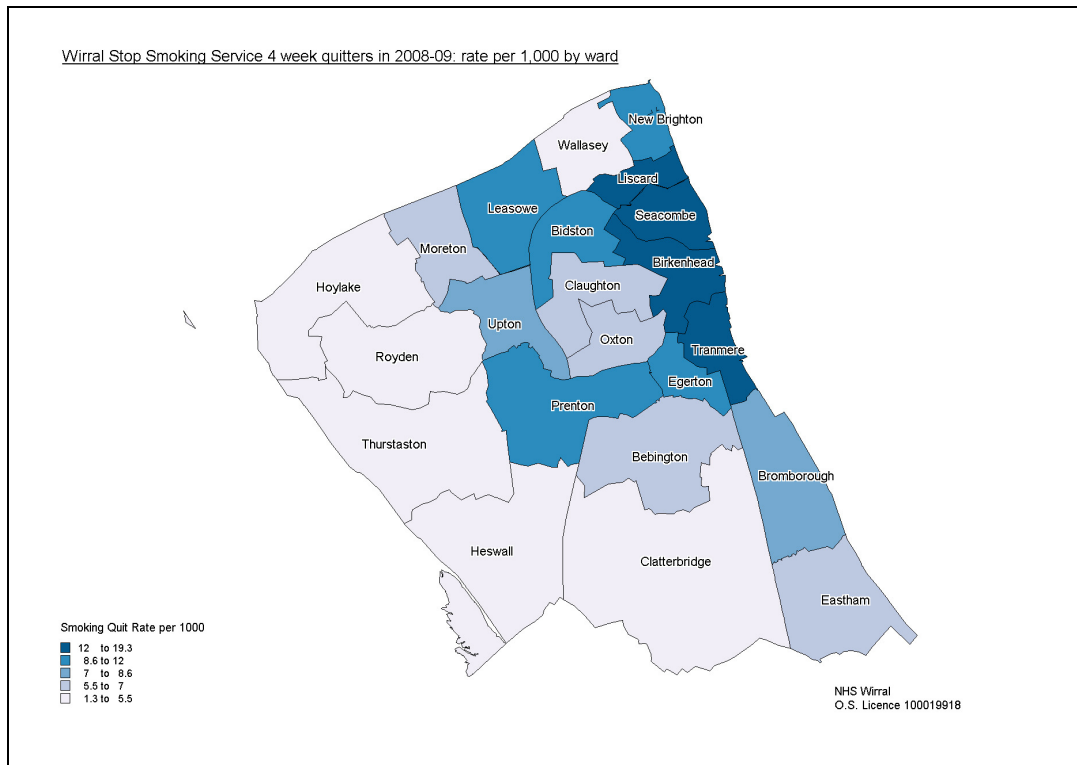 Wirral Stop Smoking Service 4 week quitters in 2008-09: rate per 1,000 by ward
New Brighton
Wallasey
Liscard
Leasowe
Seacombe
Bidston
Moreton
Birkenhead
Claughton
Hoylake
Upton
Oxton
Royden
Tranmere
Egerton
Prenton
Thurstaston
Bebington
Bromborough
Heswall
Clatterbridge
Eastham
Smoking Quit Rate per 1000
12 to 19.3
8.6 to 12
7 to 8.6
5.5 to 7
1.3 to 5.5
NHS Wirral
O.S. Licence 100019918